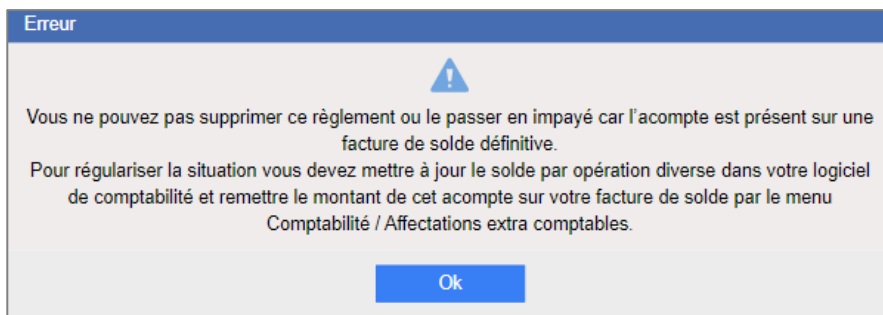 Erreur
Vous ne pouvez pas supprimer ce règlement ou le passer en impayé car l'acompte est présent sur une
facture de solde définitive.
Pour régulariser la situation vous devez mettre à jour le solde par opération diverse dans votre logiciel
de comptabilité et remettre le montant de cet acompte sur votre facture de solde par le menu
Comptabilité / Affectations extra comptables.
Ok